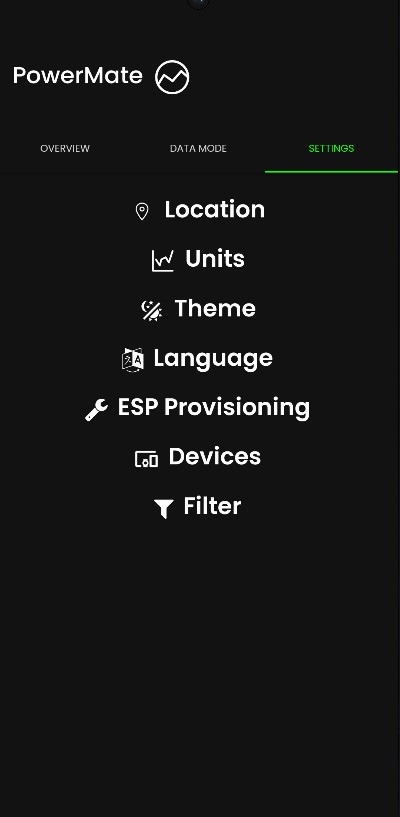 PowerMate
OVERVIEW DATA MODE SETTINGS
Location
Units
Theme
Language
ESP Provisioning
Devices
Filter